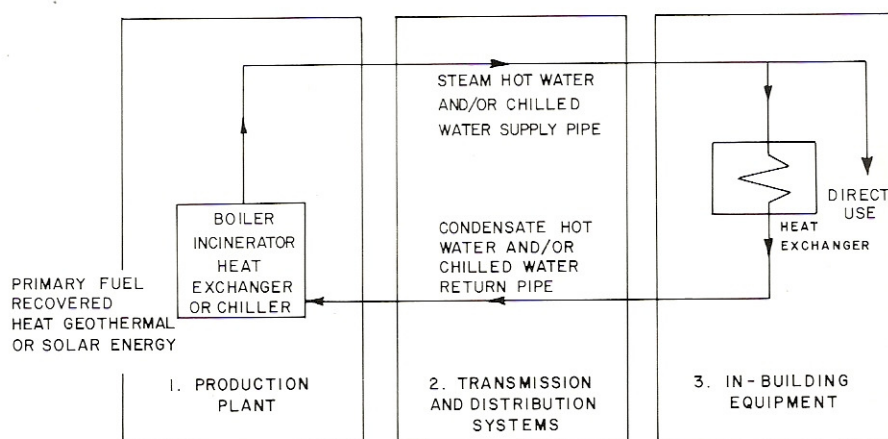 STEAM HOT WATER
AND/OR CHILLED
WATER SUPPLY PIPE
DIRECT
USE
HEAT
EXCHANGER
BOILER
INCINERATOR
HEAT
EXCHANGER
OR CHILLER
CONDENSATE HOT
WATER AND/OR
CHILLED WATER
RETURN PIPE
PRIMARY FUEL
RECOVERED
HEAT GEOTHERMAL
OR SOLAR ENERGY
1. PRODUCTION
PLANT
2. TRANSMISSION
AND DISTRIBUTION
SYSTEMS
3. IN-BUILDING
EQUIPMENT